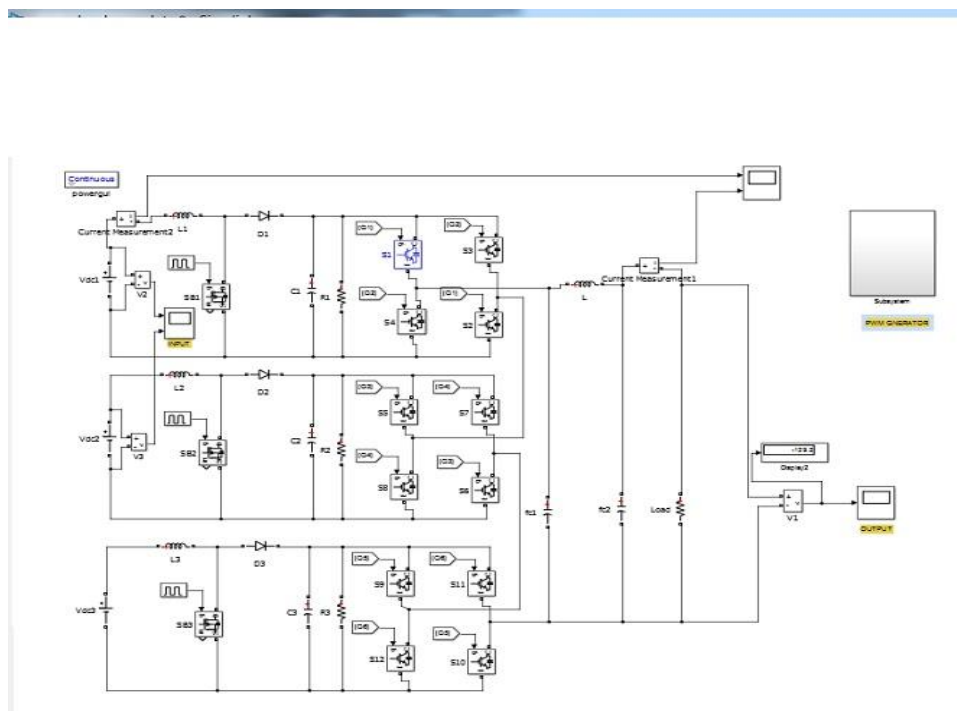 Continuous
powergui
Current Measurement2
L1
D1
Vdc1
V2
SB1
INPUT
C1
R1
[G1]
S1
[G2]
S3
[G2]
S4
[G1]
S2
L
Current Measurement1
Subsystem
PWM GNERATOR
L2
D2
Vdc2
V3
SB2
C2
R2
[G3]
S5
[G4]
S7
[G4]
S8
[G3]
S6
fc1
fc2
Load
Display2
V1
OUTPUT
L3
D3
Vdc3
SB3
C3
R3
[G5]
S9
[G6]
S11
[G6]
S12
[G5]
S10